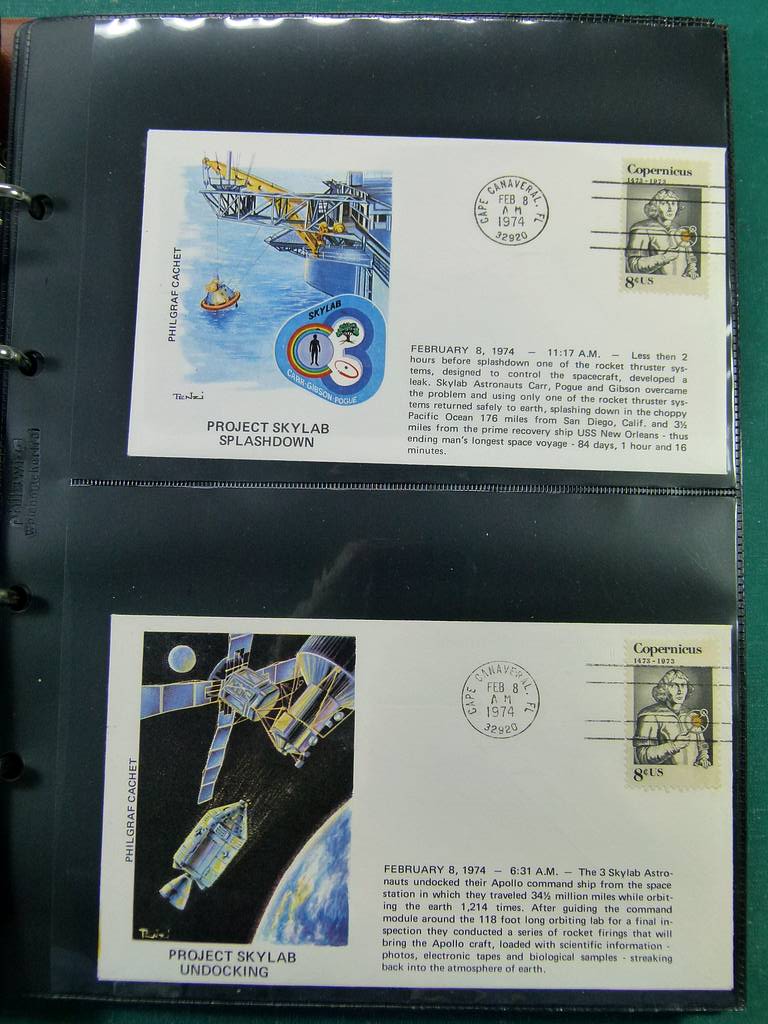 PHILGRAF CACHET
SKYLAB
CARR·GIBSON·POGUE
TENZI
PROJECT SKYLAB
SPLASHDOWN
CAPE CANAVERAL, FL
FEB 8
AM
1974
32920
Copernicus
1473-1973
8¢US
FEBRUARY 8, 1974 — 11:17 A.M. — Less then 2
hours before splashdown one of the rocket thruster sys-
tems, designed to control the spacecraft, developed a
leak. Skylab Astronauts Carr, Pogue and Gibson overcame
the problem and using only one of the rocket thruster sys-
tems returned safely to earth, splashing down in the choppy
Pacific Ocean 176 miles from San Diego, Calif. and 3½
miles from the prime recovery ship USS New Orleans - thus
ending man's longest space voyage - 84 days, 1 hour and 16
minutes.
PHILGRAF CACHET
TENZI
PROJECT SKYLAB
UNDOCKING
CAPE CANAVERAL, FL
FEB 8
AM
1974
32920
Copernicus
1473-1973
8¢US
FEBRUARY 8, 1974 — 6:31 A.M. — The 3 Skylab Astro-
nauts undocked their Apollo command ship from the space
station in which they traveled 34½ million miles while orbit-
ing the earth 1,214 times. After guiding the command
module around the 118 foot long orbiting lab for a final in-
spection they conducted a series of rocket firings that will
bring the Apollo craft, loaded with scientific information -
photos, electronic tapes and biological samples - streaking
back into the atmosphere of earth.